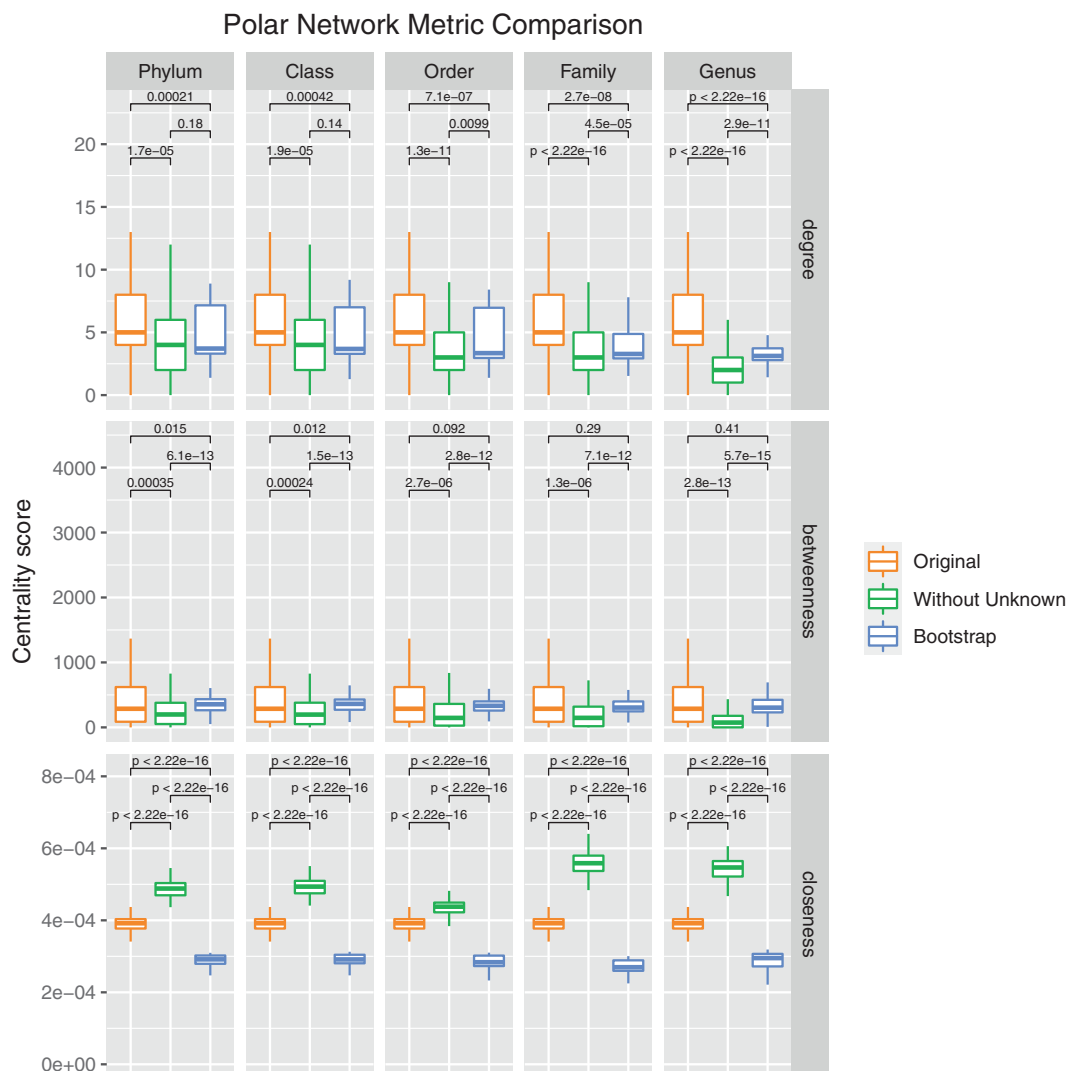 Polar Network Metric Comparison
Phylum Class Order Family Genus
0.00021 0.00042 7.1e−07 2.7e−08 p < 2.22e−16
0.18 0.14 0.0099 4.5e−05 2.9e−11
1.7e−05 1.9e−05 1.3e−11 p < 2.22e−16 p < 2.22e−16
20
15
10
5
0
degree
0.015 0.012 0.092 0.29 0.41
6.1e−13 1.5e−13 2.8e−12 7.1e−12 5.7e−15
0.00035 0.00024 2.7e−06 1.3e−06 2.8e−13
4000
3000
2000
1000
0
betweenness
Centrality score
p < 2.22e−16 p < 2.22e−16 p < 2.22e−16 p < 2.22e−16 p < 2.22e−16
p < 2.22e−16 p < 2.22e−16 p < 2.22e−16 p < 2.22e−16 p < 2.22e−16
p < 2.22e−16 p < 2.22e−16 p < 2.22e−16 p < 2.22e−16 p < 2.22e−16
8e−04
6e−04
4e−04
2e−04
0e+00
closeness
Original
Without Unknown
Bootstrap